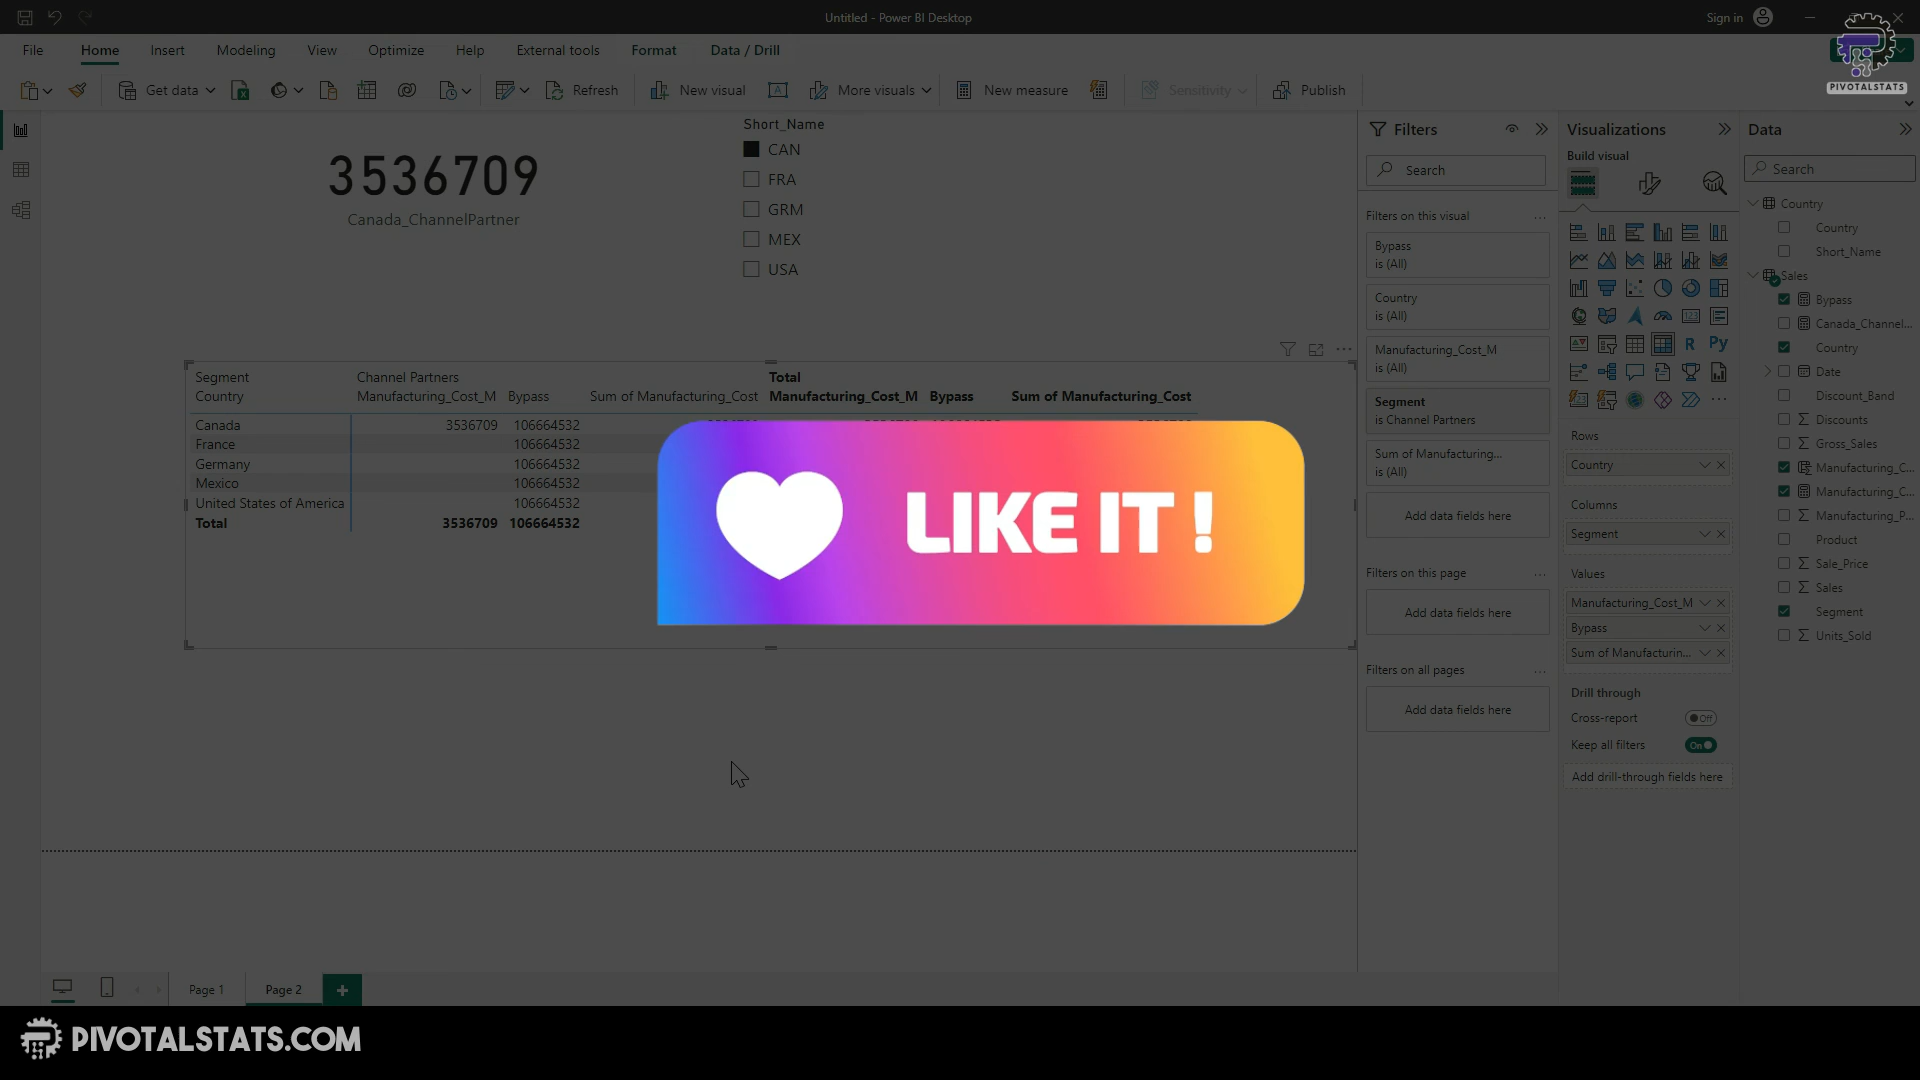 Untitled - Power BI Desktop
Sign in
File
Home
Insert
Modeling
View
Optimize
Help
External tools
Format
Data / Drill
PIVOTALSTATS
Get data
Refresh
New visual
More visuals
New measure
Sensitivity
Publish
3536709
Canada_ChannelPartner
Short_Name
CAN
FRA
GRM
MEX
USA
Segment
Channel Partners
Total
Country
Manufacturing_Cost_M
Bypass
Sum of Manufacturing_Cost
Manufacturing_Cost_M
Bypass
Sum of Manufacturing_Cost
Canada
3536709
106664532
France
106664532
Germany
106664532
Mexico
106664532
United States of America
106664532
Total
3536709
106664532
LIKE IT !
Filters
Search
Filters on this visual
...
Bypass
is (All)
Country
is (All)
Manufacturing_Cost_M
is (All)
Segment
is Channel Partners
Sum of Manufacturing...
is (All)
Add data fields here
Filters on this page
...
Add data fields here
Filters on all pages
...
Add data fields here
Visualizations
Build visual
123
R
Py
...
Rows
Country
Columns
Segment
Values
Manufacturing_Cost_M
Bypass
Sum of Manufacturin...
Drill through
Cross-report
Off
Keep all filters
On
Add drill-through fields here
Data
Search
Country
Country
Short_Name
Sales
Bypass
Canada_Channel...
Country
Date
Discount_Band
Discounts
Gross_Sales
Manufacturing_C...
Manufacturing_C...
Manufacturing_P...
Product
Sale_Price
Sales
Segment
Units_Sold
Page 1
Page 2
PIVOTALSTATS.COM